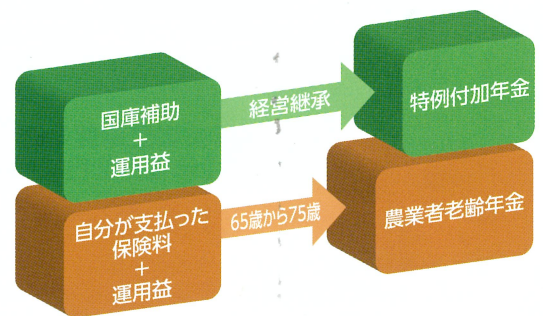 国庫補助
+
運用益
経営継承
特例付加年金
自分が支払った
保険料
+
運用益
65歳から75歳
農業者老齢年金